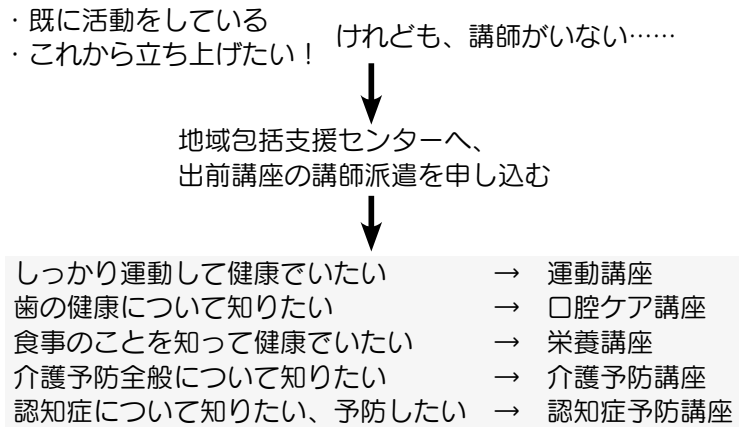 ・既に活動をしている
・これから立ち上げたい！
けれども、講師がいない……
地域包括支援センターへ、
出前講座の講師派遣を申し込む
しっかり運動して健康でいたい → 運動講座
歯の健康について知りたい → 口腔ケア講座
食事のことを知って健康でいたい → 栄養講座
介護予防全般について知りたい → 介護予防講座
認知症について知りたい、予防したい → 認知症予防講座